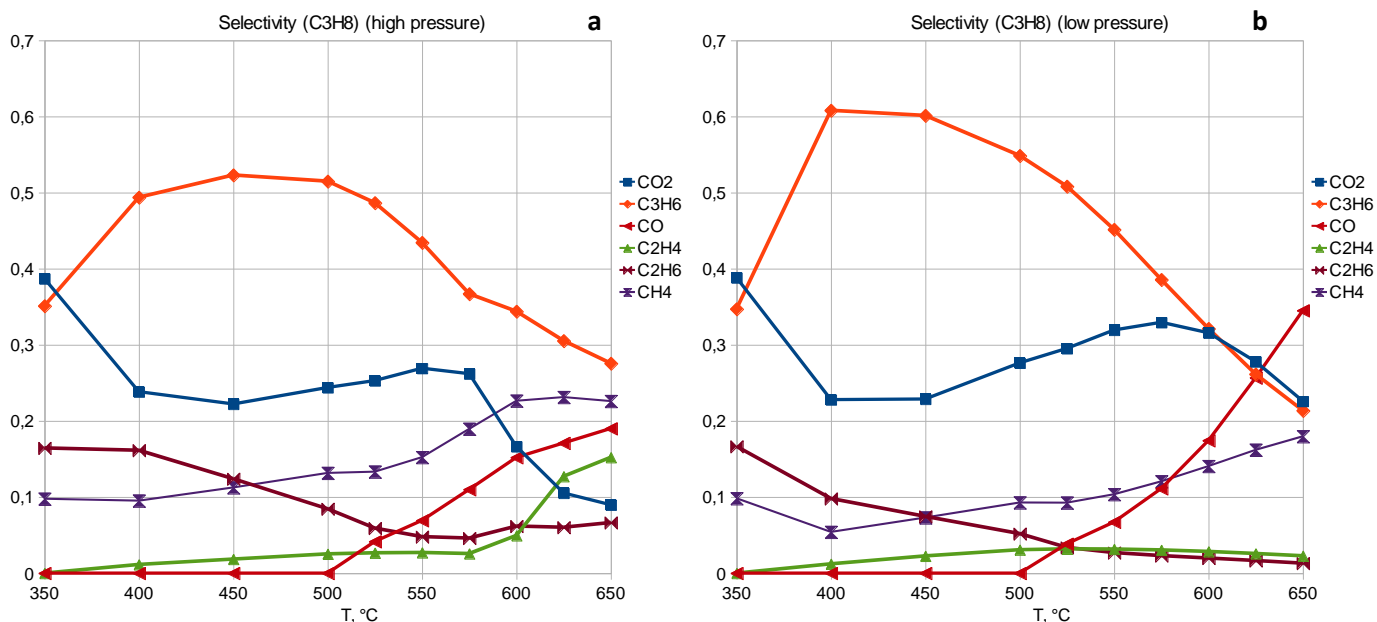 Selectivity (C3H8) (high pressure)
a
0,7
0,6
0,5
0,4
0,3
0,2
0,1
0
350
400
450
500
550
600
650
T, °C
CO2
C3H6
CO
C2H4
C2H6
CH4
Selectivity (C3H8) (low pressure)
b
0,7
0,6
0,5
0,4
0,3
0,2
0,1
0
350
400
450
500
550
600
650
T, °C
CO2
C3H6
CO
C2H4
C2H6
CH4